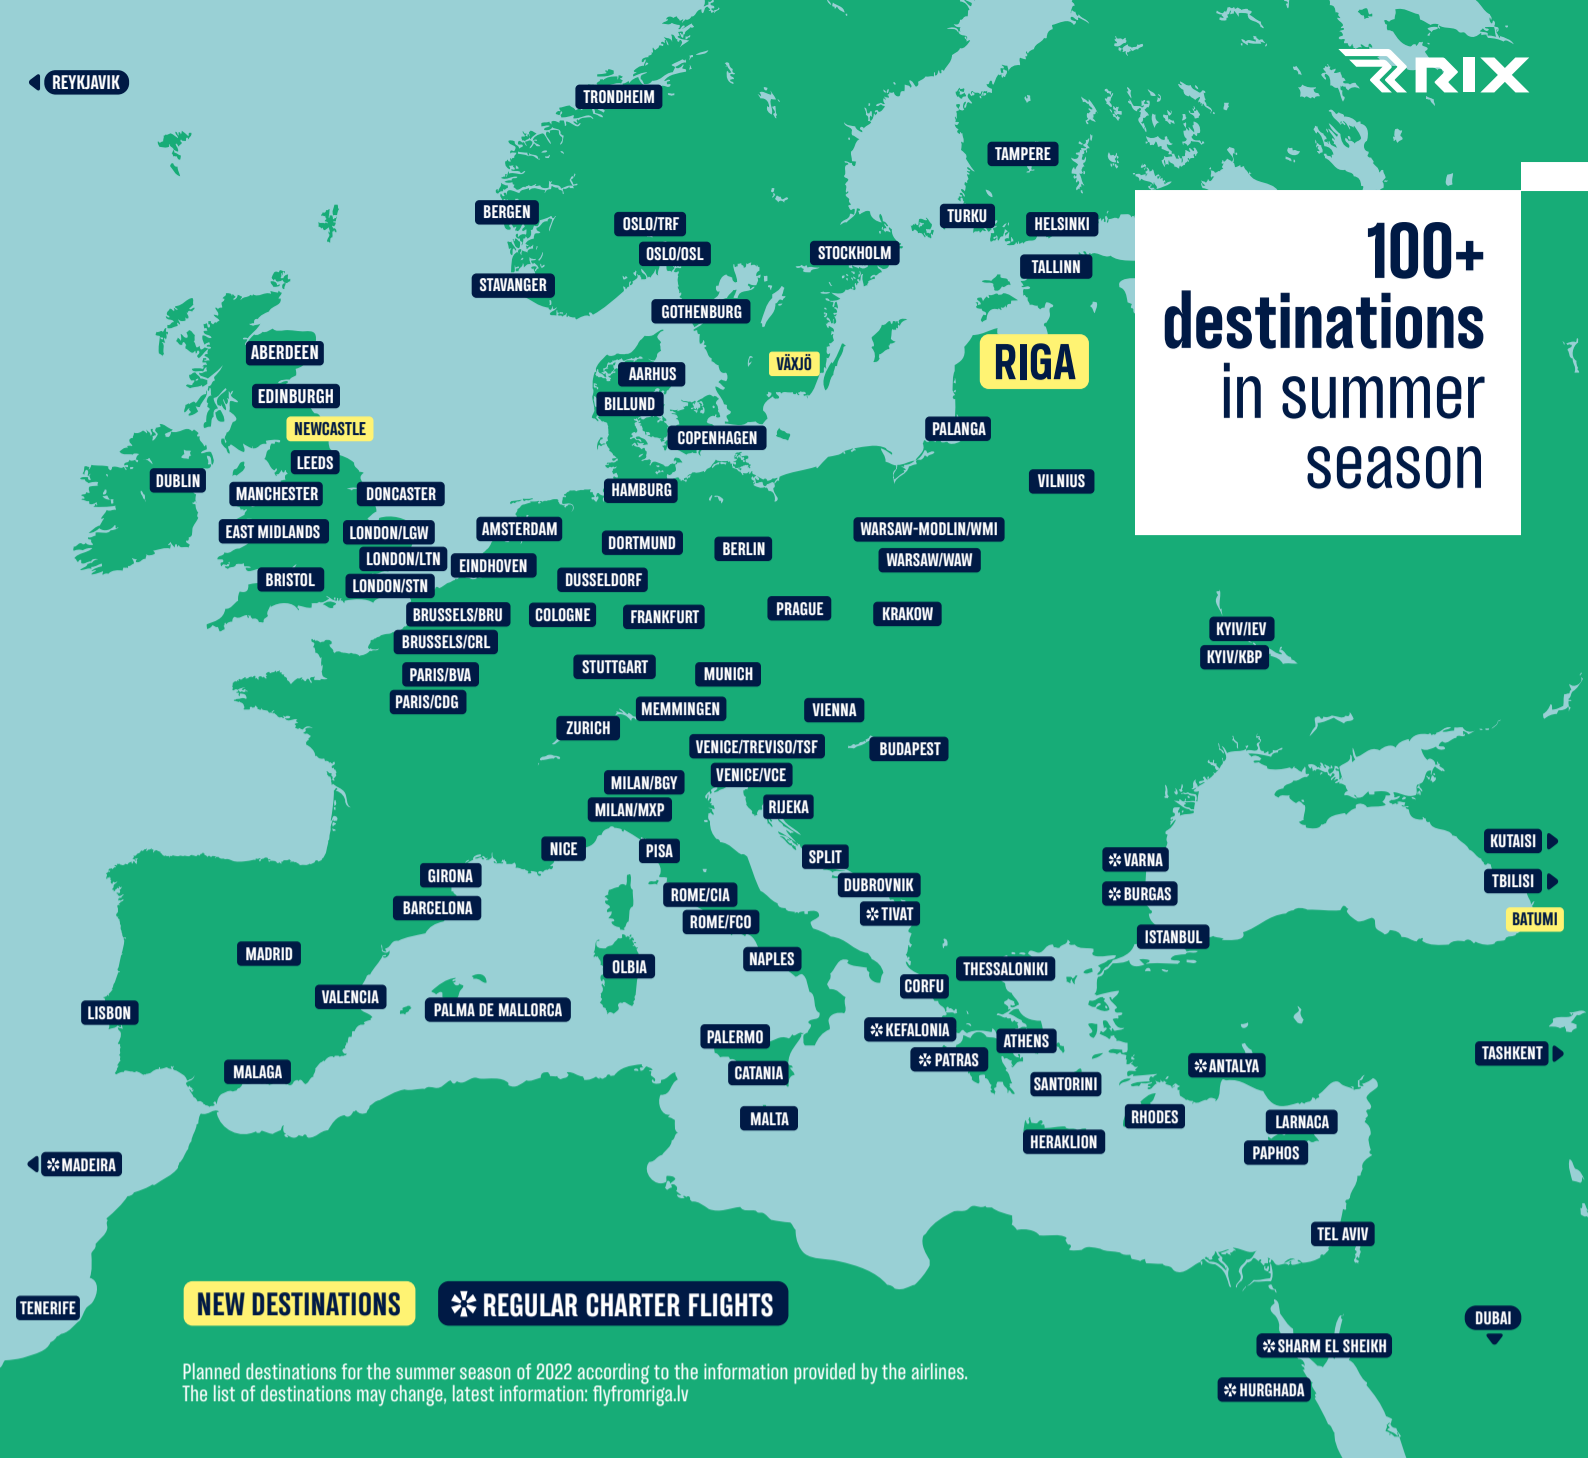 REYKJAVIK
RIX
TRONDHEIM
TAMPERE
BERGEN
OSLO/TRF
TURKU
HELSINKI
OSLO/OSL
STOCKHOLM
TALLINN
STAVANGER
GOTHENBURG
100+
destinations
in summer
season
ABERDEEN
VÄXJÖ
RIGA
AARHUS
EDINBURGH
BILLUND
NEWCASTLE
COPENHAGEN
PALANGA
LEEDS
DUBLIN
MANCHESTER
DONCASTER
HAMBURG
VILNIUS
EAST MIDLANDS
LONDON/LGW
AMSTERDAM
DORTMUND
BERLIN
WARSAW-MODLIN/WMI
LONDON/LTN
EINDHOVEN
WARSAW/WAW
BRISTOL
LONDON/STN
DUSSELDORF
BRUSSELS/BRU
COLOGNE
FRANKFURT
PRAGUE
KRAKOW
KYIV/IEV
BRUSSELS/CRL
KYIV/KBP
PARIS/BVA
STUTTGART
MUNICH
PARIS/CDG
MEMMINGEN
VIENNA
ZURICH
VENICE/TREVISO/TSF
BUDAPEST
MILAN/BGY
VENICE/VCE
MILAN/MXP
RIJEKA
NICE
PISA
SPLIT
VARNA
KUTAISI
GIRONA
ROME/CIA
DUBROVNIK
BURGAS
TBILISI
BARCELONA
ROME/FCO
TIVAT
BATUMI
ISTANBUL
MADRID
OLBIA
NAPLES
THESSALONIKI
CORFU
VALENCIA
LISBON
PALMA DE MALLORCA
PALERMO
KEFALONIA
ATHENS
TASHKENT
MALAGA
CATANIA
PATRAS
ANTALYA
SANTORINI
MALTA
RHODES
LARNACA
HERAKLION
PAPHOS
MADEIRA
TEL AVIV
TENERIFE
NEW DESTINATIONS
REGULAR CHARTER FLIGHTS
DUBAI
SHARM EL SHEIKH
Planned destinations for the summer season of 2022 according to the information provided by the airlines.
The list of destinations may change, latest information: flyfromriga.lv
HURGHADA